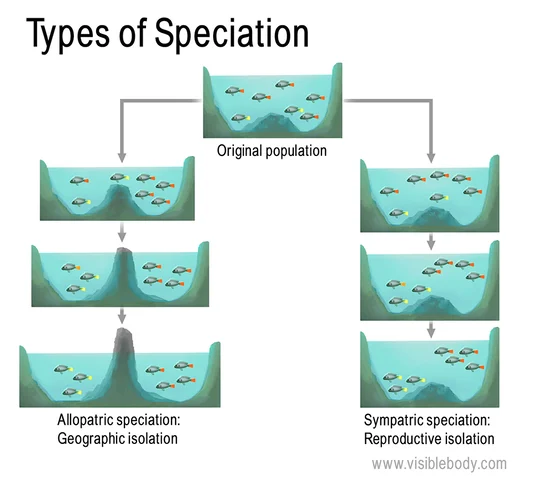 Types of Speciation
Original population
Allopatric speciation:
Geographic isolation
Sympatric speciation:
Reproductive isolation
www.visiblebody.com